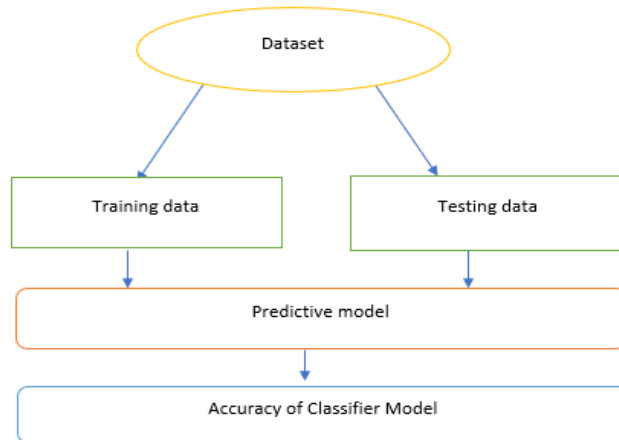 Dataset
Training data
Testing data
Predictive model
Accuracy of Classifier Model